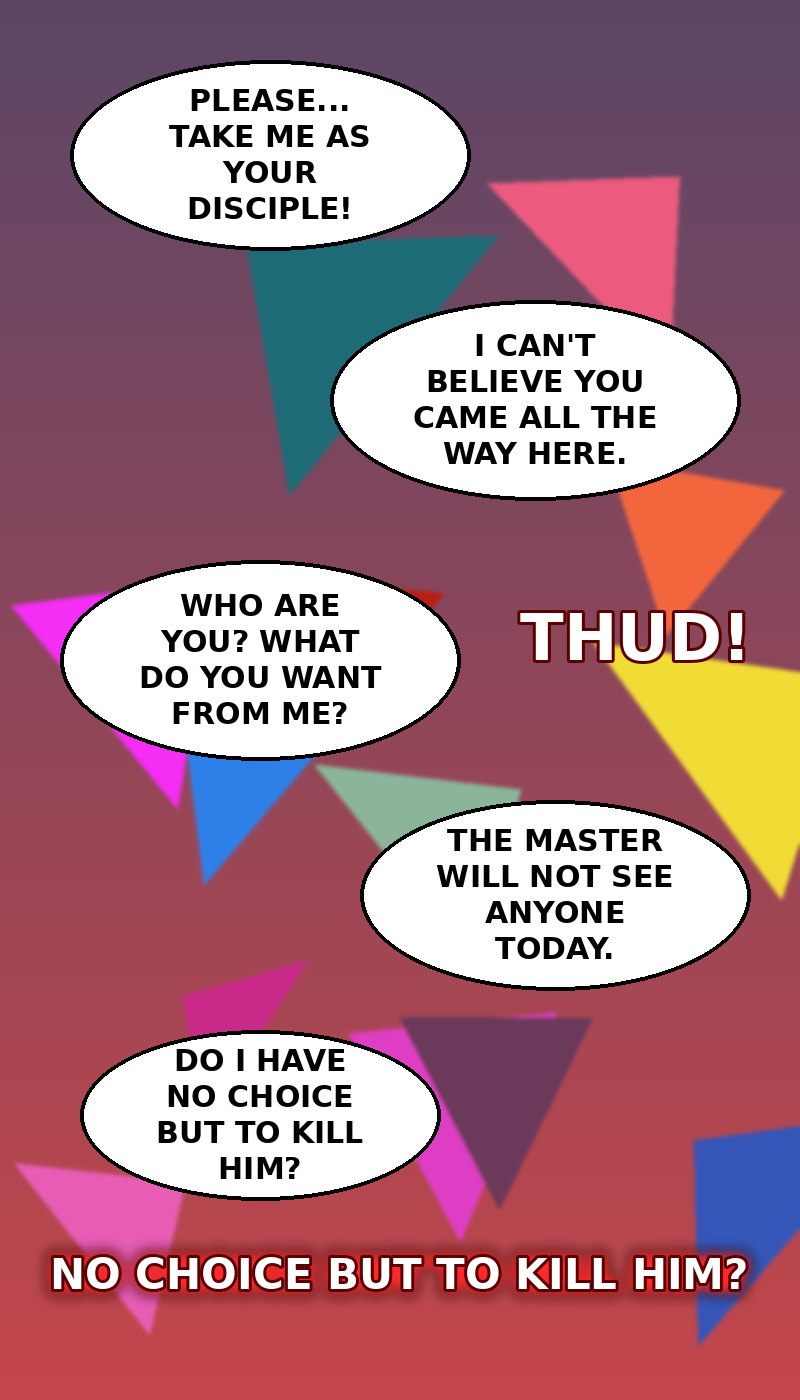 PLEASE...
TAKE ME AS
YOUR
DISCIPLE!
I CAN'T
BELIEVE YOU
CAME ALL THE
WAY HERE.
WHO ARE
YOU? WHAT
DO YOU WANT
FROM ME?
THUD!
THE MASTER
WILL NOT SEE
ANYONE
TODAY.
DO I HAVE
NO CHOICE
BUT TO KILL
HIM?
NO CHOICE BUT TO KILL HIM?